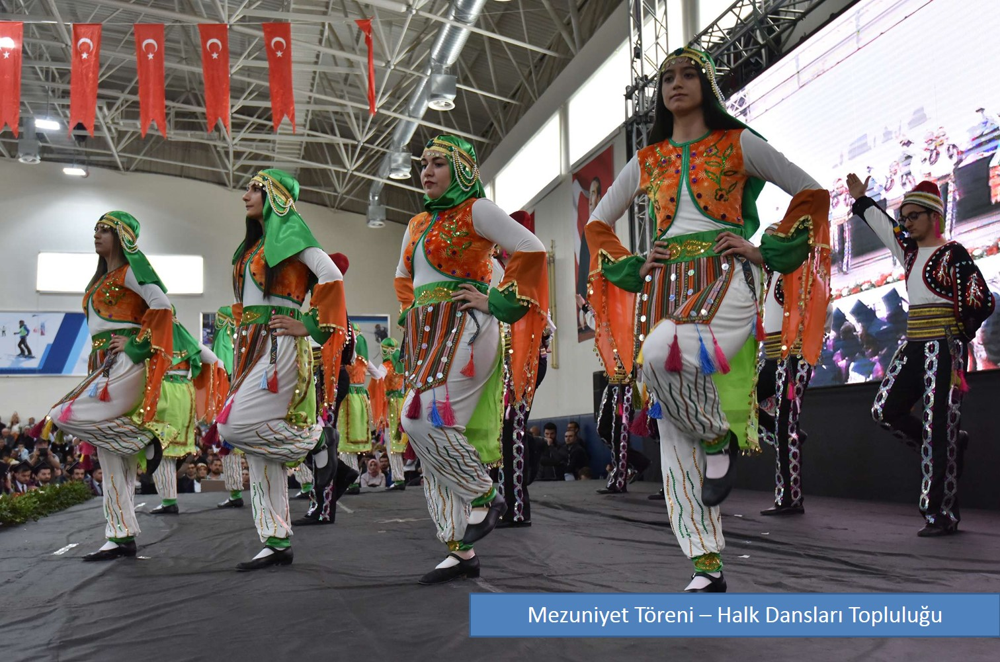 Mezuniyet Töreni – Halk Dansları Topluluğu